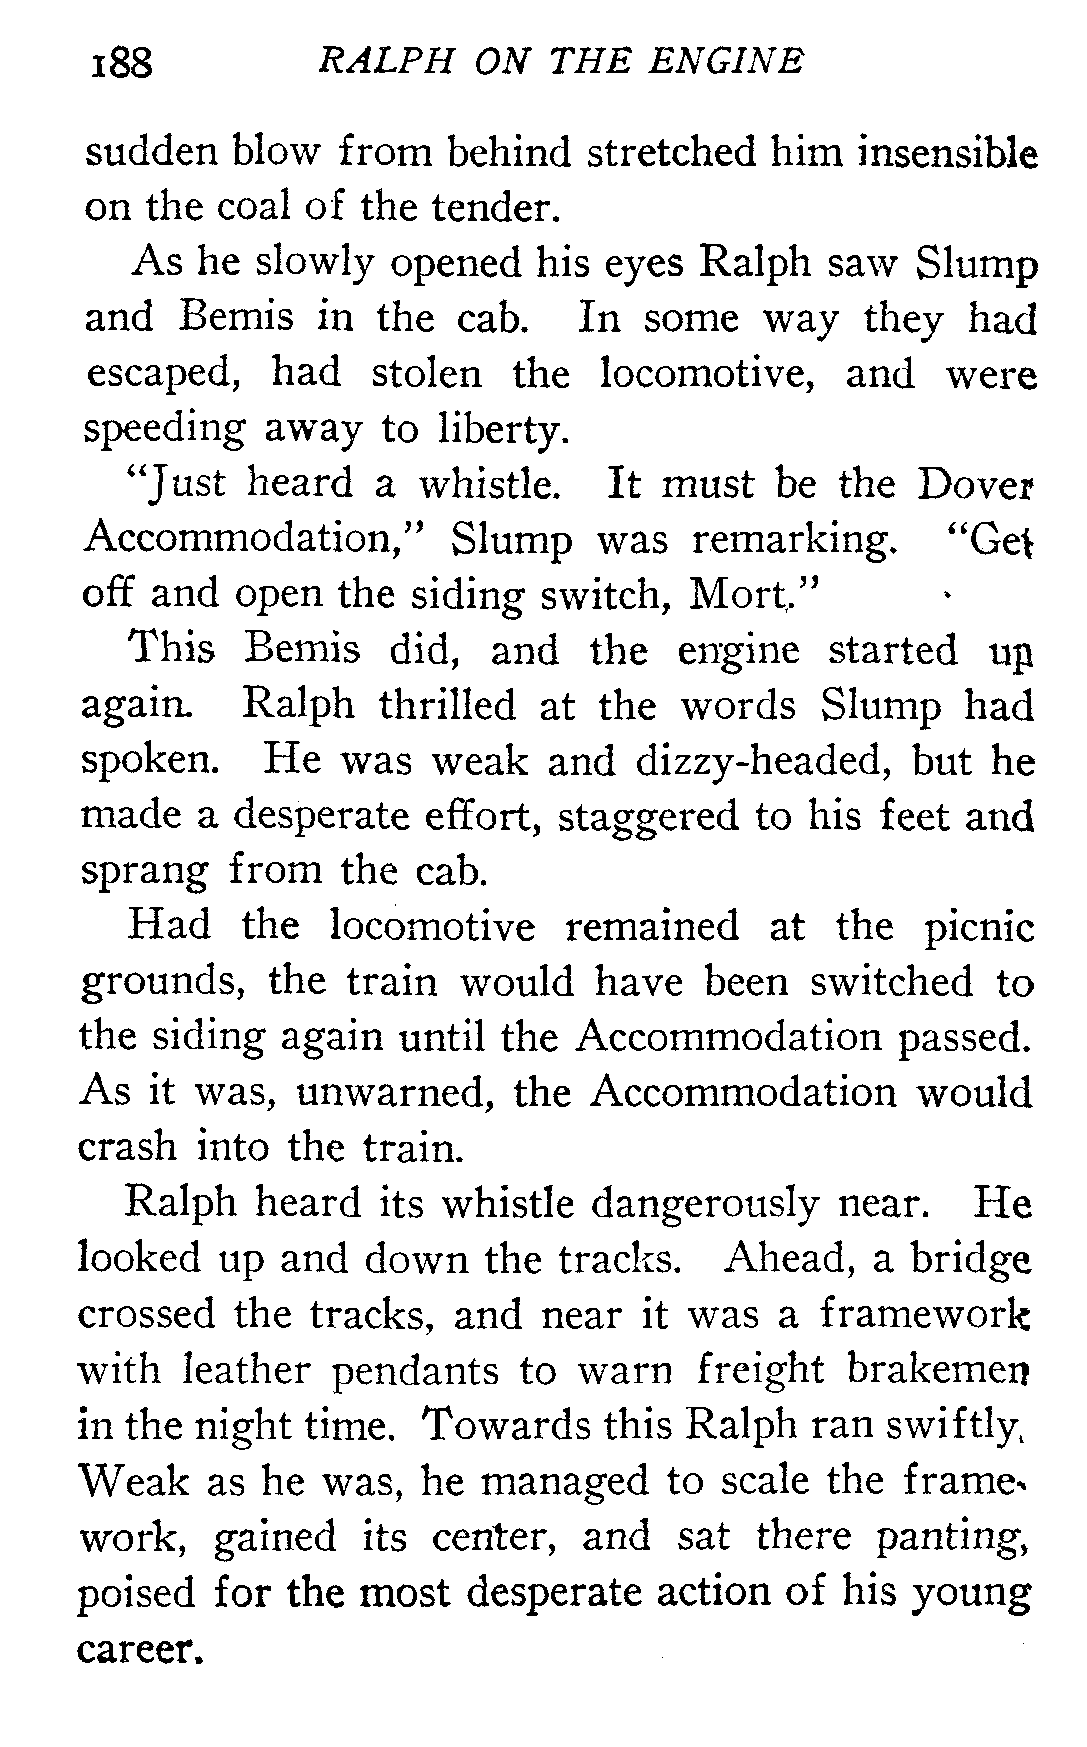 188 RALPH ON THE ENGINE
sudden blow from behind stretched him insensible
on the coal of the tender.
As he slowly opened his eyes Ralph saw Slump
and Bemis in the cab. In some way they had
escaped, had stolen the locomotive, and were
speeding away to liberty.
“Just heard a whistle. It must be the Dover
Accommodation,” Slump was remarking. “Get
off and open the siding switch, Mort.”
This Bemis did, and the engine started up
again. Ralph thrilled at the words Slump had
spoken. He was weak and dizzy-headed, but he
made a desperate effort, staggered to his feet and
sprang from the cab.
Had the locomotive remained at the picnic
grounds, the train would have been switched to
the siding again until the Accommodation passed.
As it was, unwarned, the Accommodation would
crash into the train.
Ralph heard its whistle dangerously near. He
looked up and down the tracks. Ahead, a bridge
crossed the tracks, and near it was a framework
with leather pendants to warn freight brakemen
in the night time. Towards this Ralph ran swiftly.
Weak as he was, he managed to scale the frame-
work, gained its center, and sat there panting,
poised for the most desperate action of his young
career.